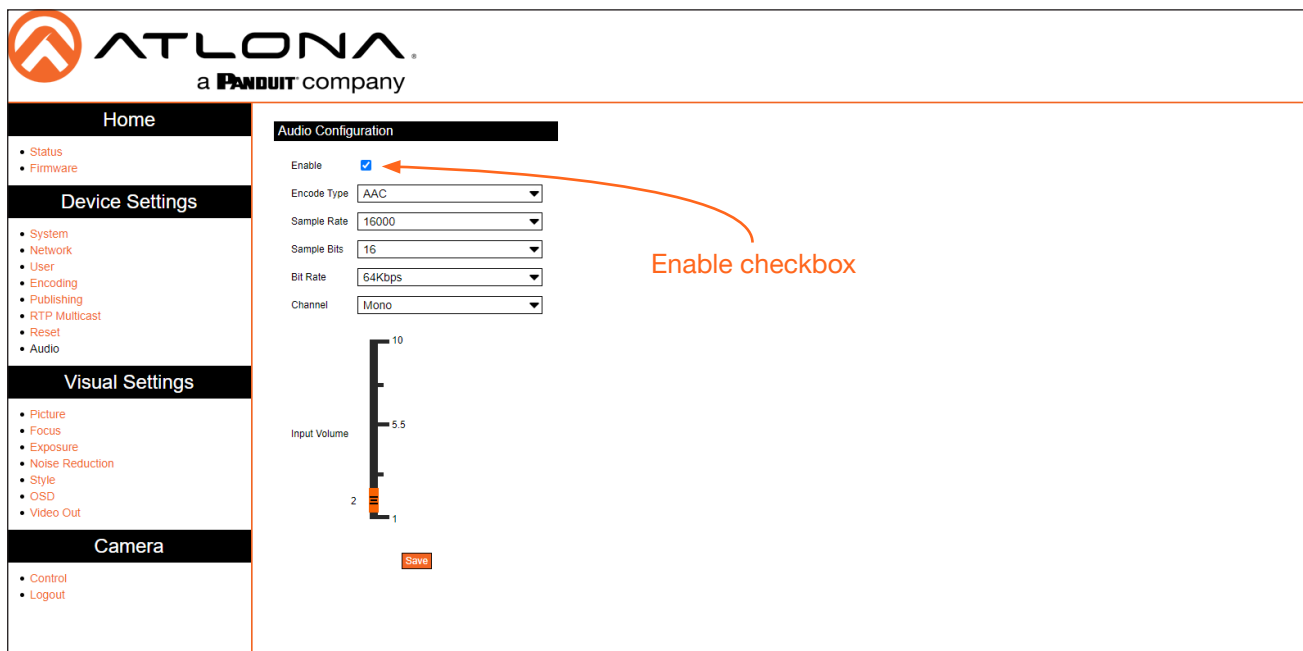 ATLONA.
a PANDUIT company
Home
• Status
• Firmware
Device Settings
• System
• Network
• User
• Encoding
• Publishing
• RTP Multicast
• Reset
• Audio
Visual Settings
• Picture
• Focus
• Exposure
• Noise Reduction
• Style
• OSD
• Video Out
Camera
• Control
• Logout
Audio Configuration
Enable
Encode Type AAC
Sample Rate 16000
Sample Bits 16
Bit Rate 64Kbps
Channel Mono
10
5.5
Input Volume
2
1
Save
Enable checkbox